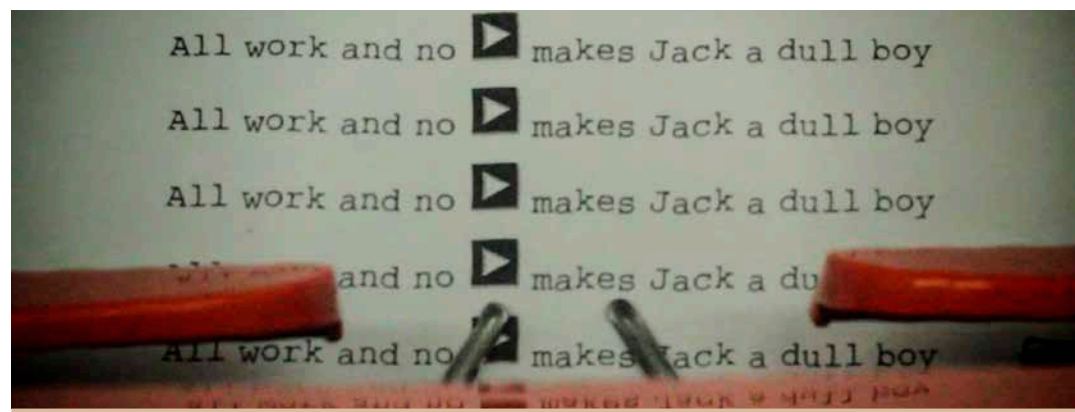 All work and no ▶ makes Jack a dull boy
All work and no ▶ makes Jack a dull boy
All work and no ▶ makes Jack a dull boy
All and no ▶ makes Jack a
All work and no makes Jack a dull boy